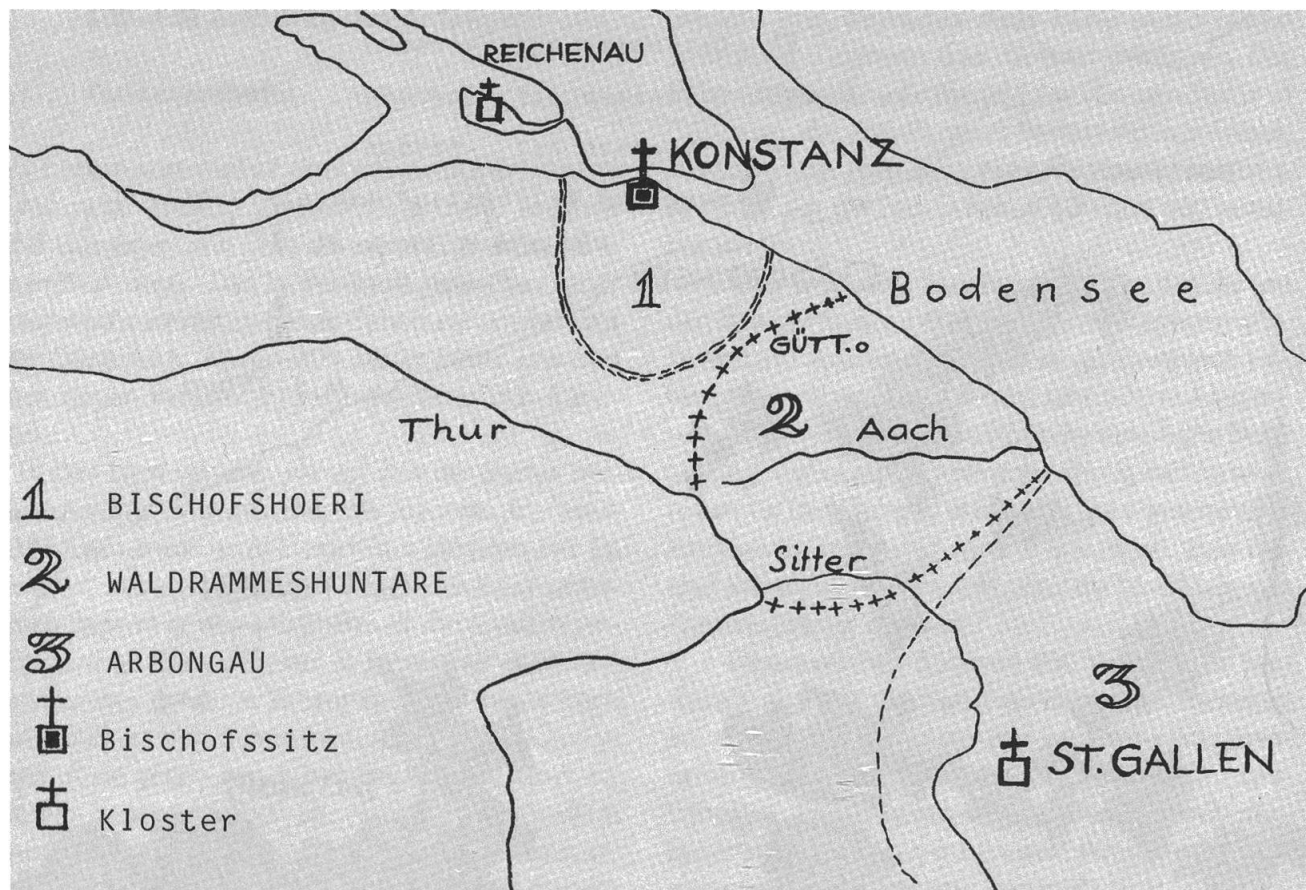 REICHENAU
KONSTANZ
1
Bodensee
GÜTT.
2
Thur
Aach
1 BISCHOFSHOERI
Sitter
2 WALDRAMMESHUNTARE
3 ARBONGAU
3
Bischofssitz
ST. GALLEN
Kloster